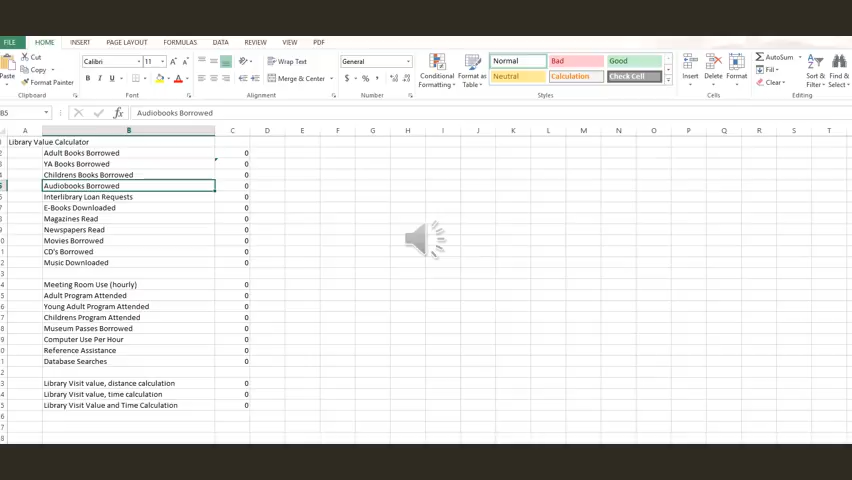 FILE HOME INSERT PAGE LAYOUT FORMULAS DATA REVIEW VIEW PDF
Cut
Copy
Format Painter
Paste
Clipboard
Calibri 11
B I U
Font
Wrap Text
Merge & Center
Alignment
General
$ % ,
Number
Conditional Formatting
Format as Table
Normal Bad Good
Neutral Calculation Check Cell
Styles
Insert Delete Format
Cells
AutoSum
Fill
Clear
Sort & Filter
Find & Select
Editing
B5 fx Audiobooks Borrowed
A B C D E F G H I J K L M N O P Q R S T
Library Value Calculator
Adult Books Borrowed 0
YA Books Borrowed 0
Childrens Books Borrowed 0
Audiobooks Borrowed 0
Interlibrary Loan Requests 0
E-Books Downloaded 0
Magazines Read 0
Newspapers Read 0
Movies Borrowed 0
CD's Borrowed 0
Music Downloaded 0
Meeting Room Use (hourly) 0
Adult Program Attended 0
Young Adult Program Attended 0
Childrens Program Attended 0
Museum Passes Borrowed 0
Computer Use Per Hour 0
Reference Assistance 0
Database Searches 0
Library Visit value, distance calculation 0
Library Visit value, time calculation 0
Library Visit Value and Time Calculation 0